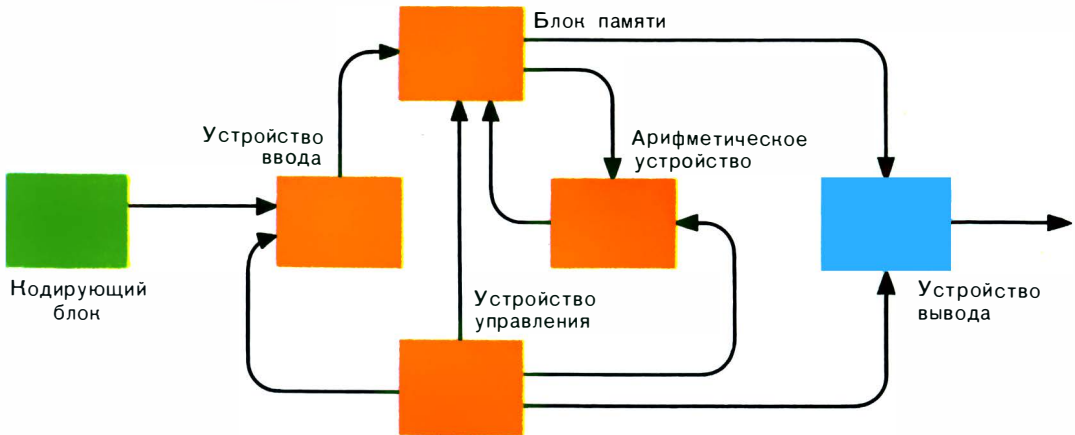 Блок памяти
Устройство
ввода
Арифметическое
устройство
Кодирующий
блок
Устройство
управления
Устройство
вывода